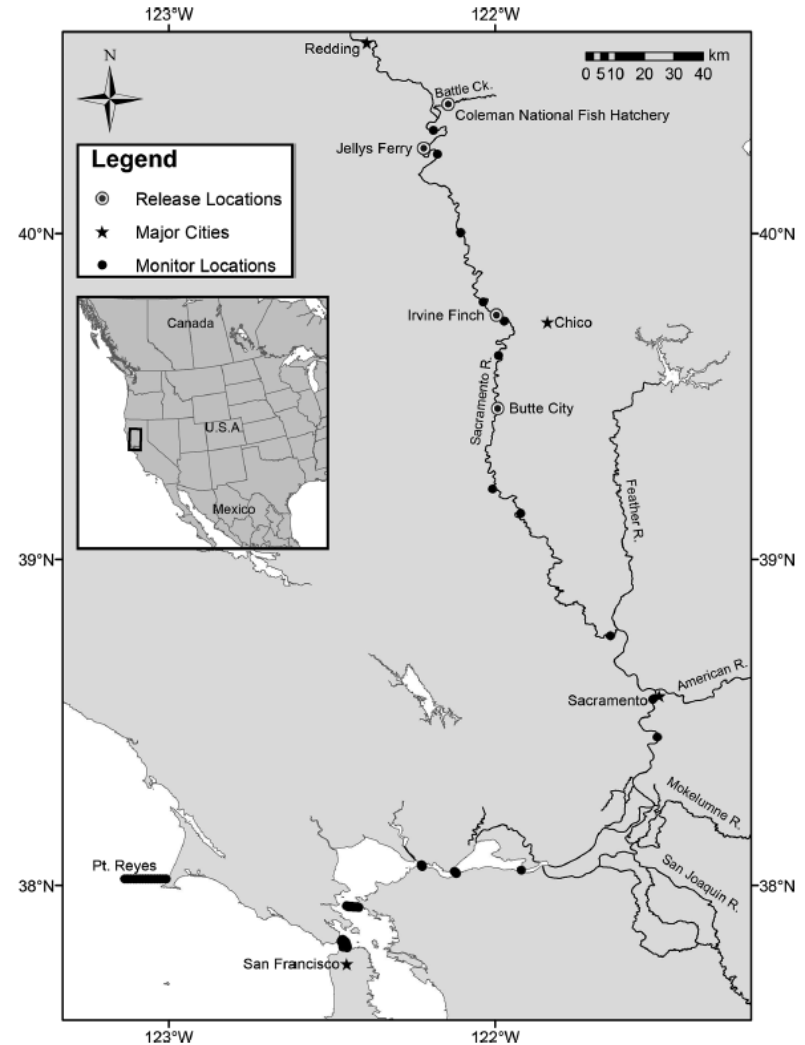 123°W
122°W
Redding
km
0 510 20 30 40
N
Battle Ck.
Coleman National Fish Hatchery
Jellys Ferry
Legend
Release Locations
Major Cities
Monitor Locations
40°N
40°N
Irvine Finch
Chico
Canada
U.S.A.
Mexico
Sacramento R.
Butte City
Feather R.
39°N
39°N
American R.
Sacramento
Mokelumne R.
Pt. Reyes
San Joaquin R.
38°N
38°N
San Francisco
123°W
122°W